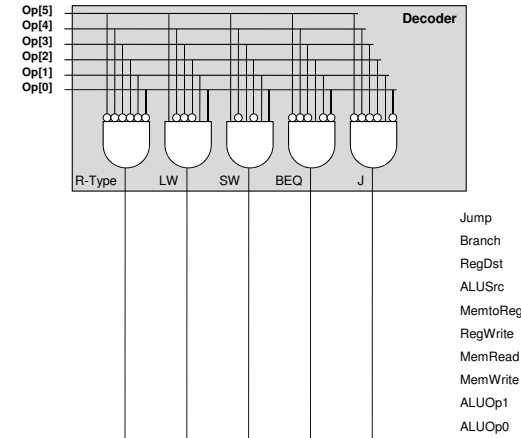 Op[5]
Decoder
Op[4]
Op[3]
Op[2]
Op[1]
Op[0]
R-Type LW SW BEQ J
Jump
Branch
RegDst
ALUSrc
MemtoReg
RegWrite
MemRead
MemWrite
ALUOp1
ALUOp0